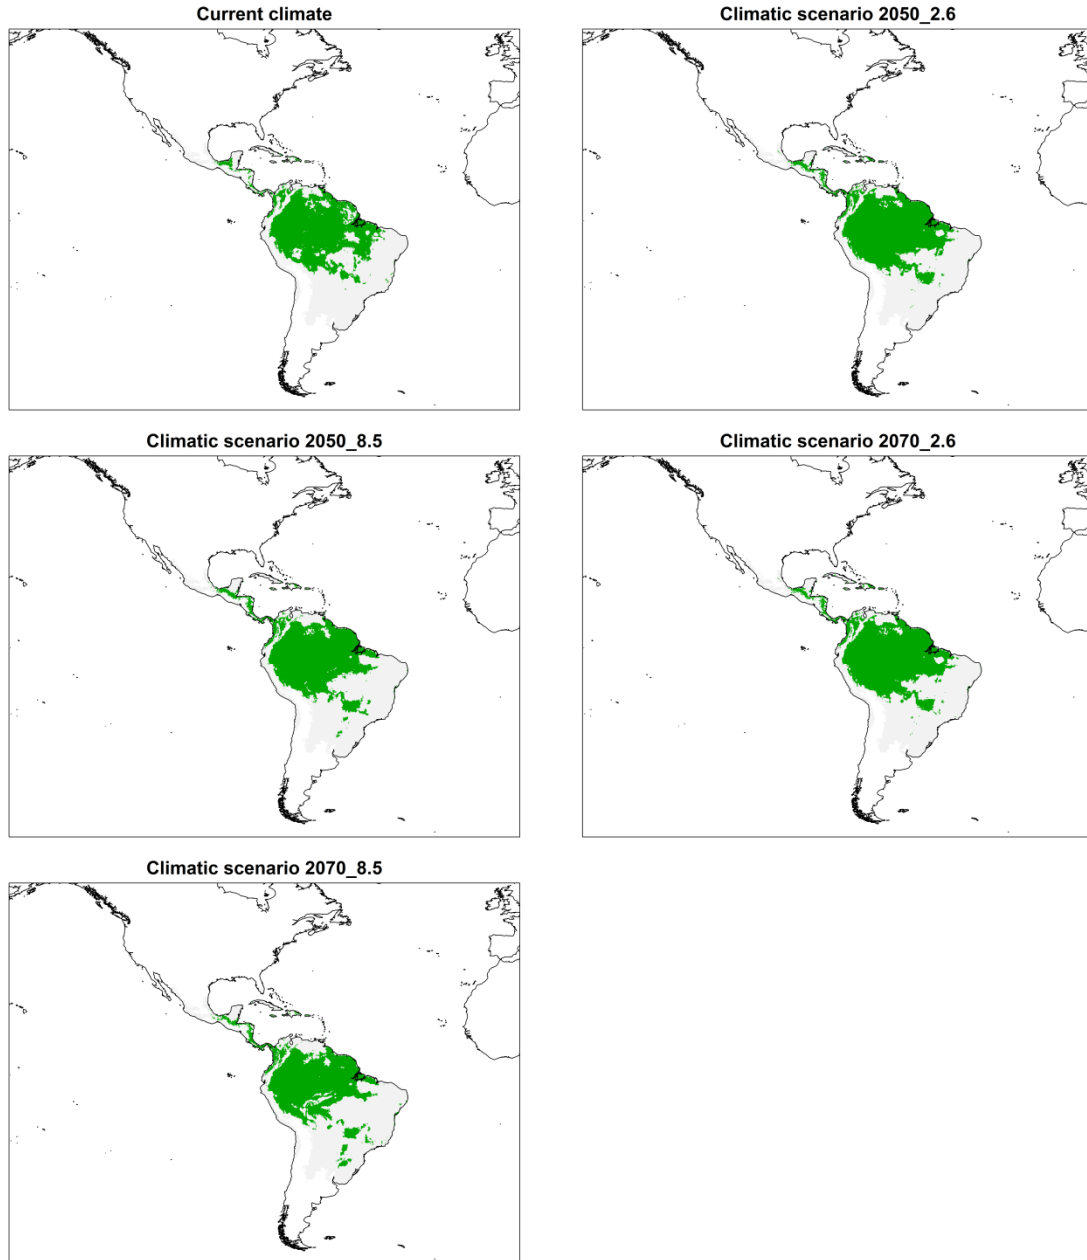 Current climate
Climatic scenario 2050_2.6
Climatic scenario 2050_8.5
Climatic scenario 2070_2.6
Climatic scenario 2070_8.5